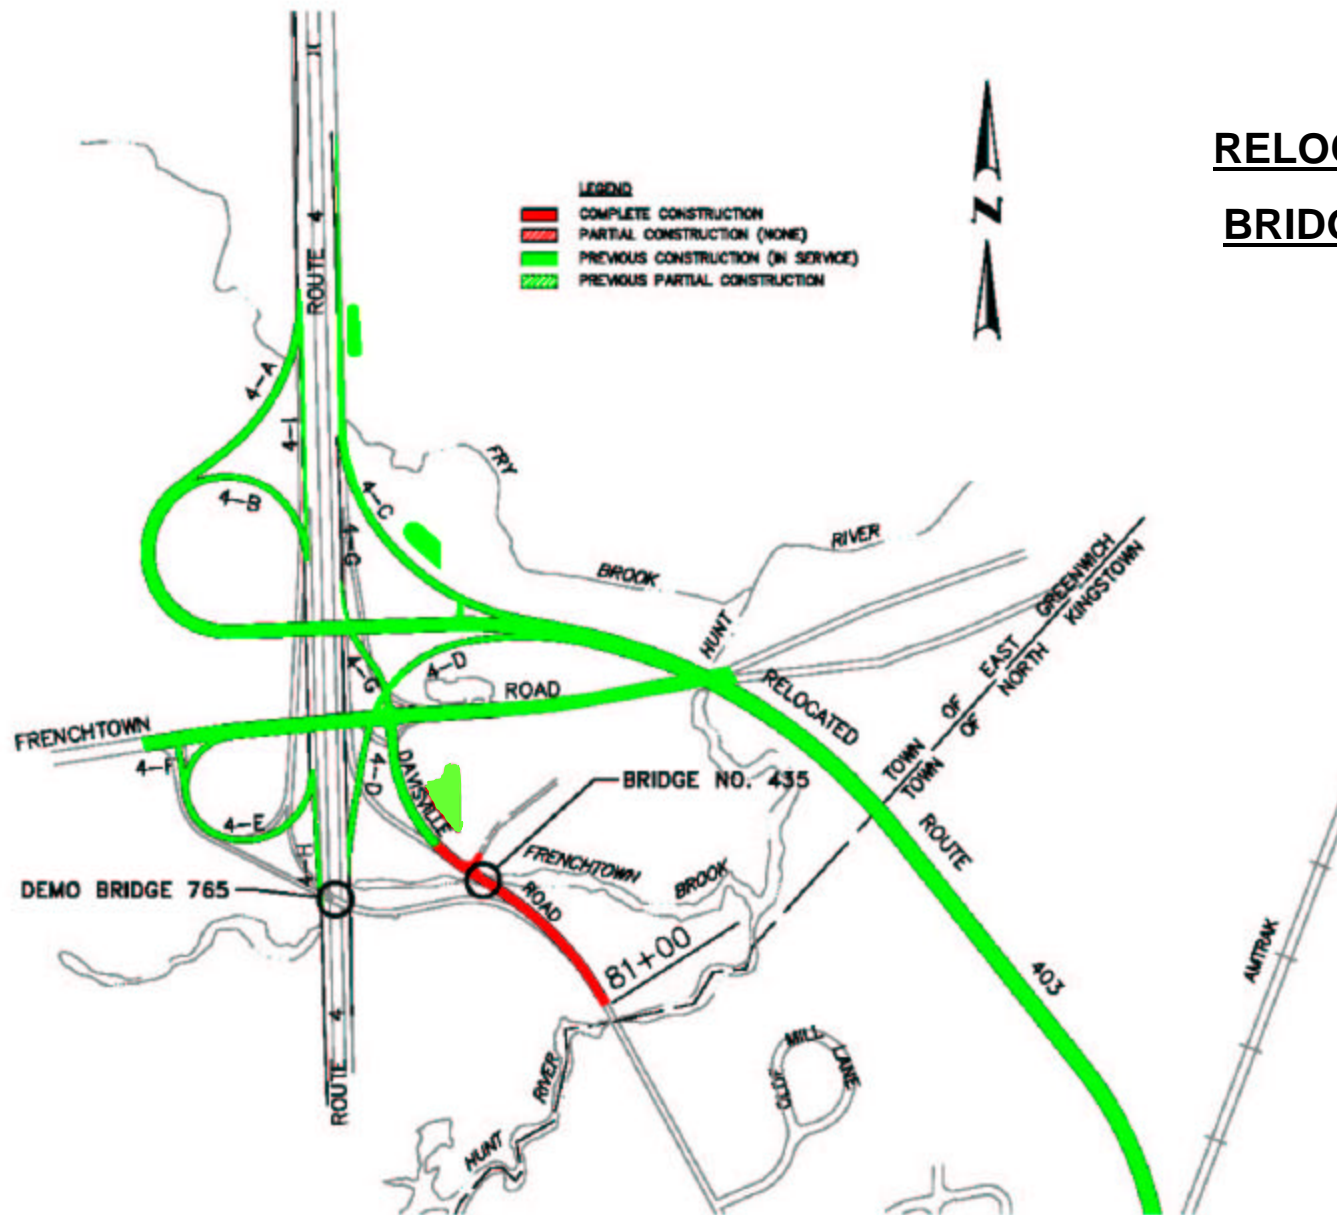 RELOC
BRIDG
LEGEND
COMPLETE CONSTRUCTION
PARTIAL CONSTRUCTION (NONE)
PREVIOUS CONSTRUCTION (IN SERVICE)
PREVIOUS PARTIAL CONSTRUCTION
N
ROUTE 4
4-A
4-I
4-B
4-C
4-G
FRY
BROOK
RIVER
HUNT
GREENWICH
KINGSTOWN
EAST
NORTH
TOWN OF
TOWN OF
4-G
4-D
ROAD
RELOCATED
FRENCHTOWN
4-F
4-D
DAVISVILLE
BRIDGE NO. 435
ROUTE
4-E
4-H
FRENCHTOWN
BROOK
DEMO BRIDGE 765
ROAD
81+00
403
AMTRAK
ROUTE 4
MILL
LANE
OLDE
RIVER
HUNT